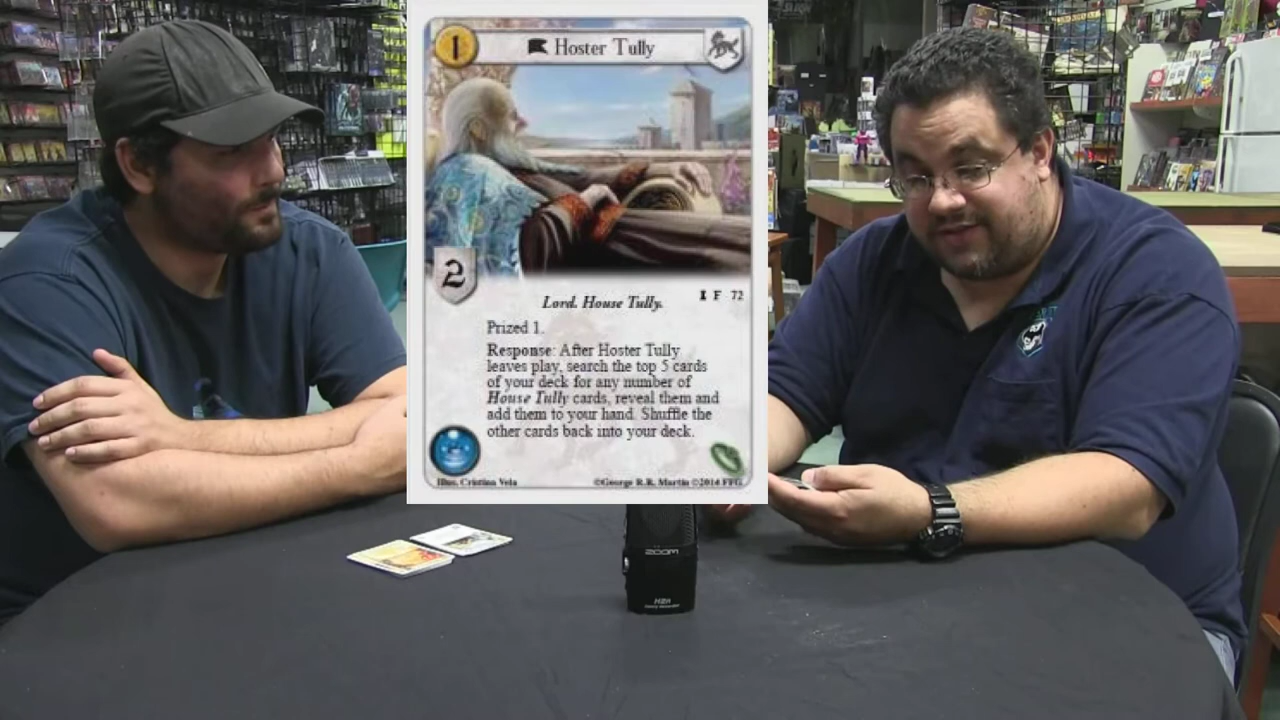 1
Hoster Tully
2
Lord. House Tully.
F 72
Prized 1.
Response: After Hoster Tully
leaves play, search the top 5 cards
of your deck for any number of
House Tully cards, reveal them and
add them to your hand. Shuffle the
other cards back into your deck.
Illus. Cristina Vela
©George R.R. Martin ©2014 FFG
zoom
H2n